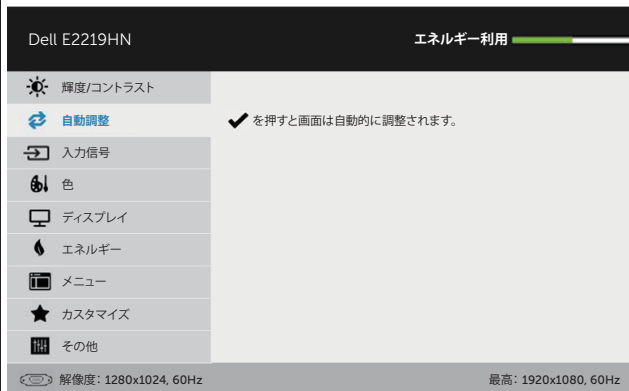 Dell E2219HN
エネルギー利用
輝度/コントラスト
自動調整
を押すと画面は自動的に調整されます。
入力信号
色
ディスプレイ
エネルギー
メニュー
カスタマイズ
その他
解像度: 1280x1024, 60Hz
最高: 1920x1080, 60Hz